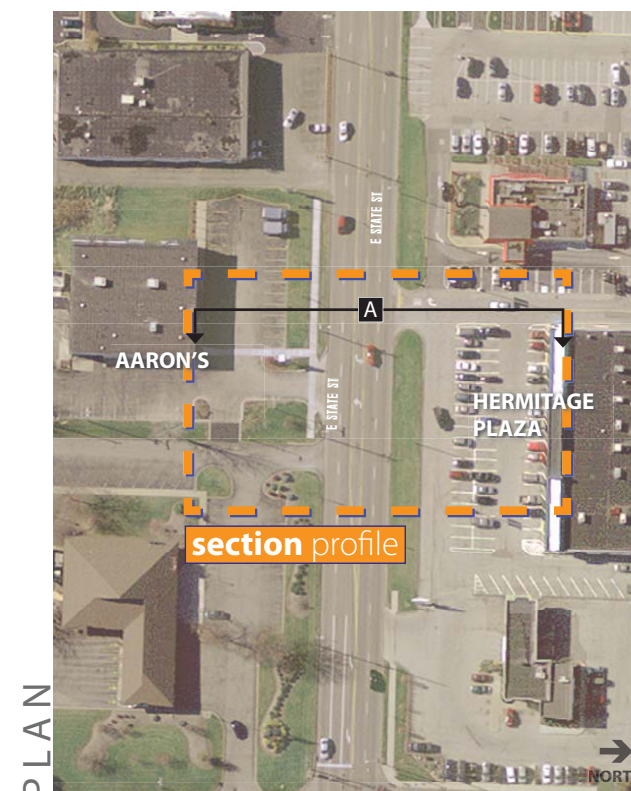 E STATE ST
A
AARON'S
E STATE ST
HERMITAGE
PLAZA
section profile
PLAN
NORT